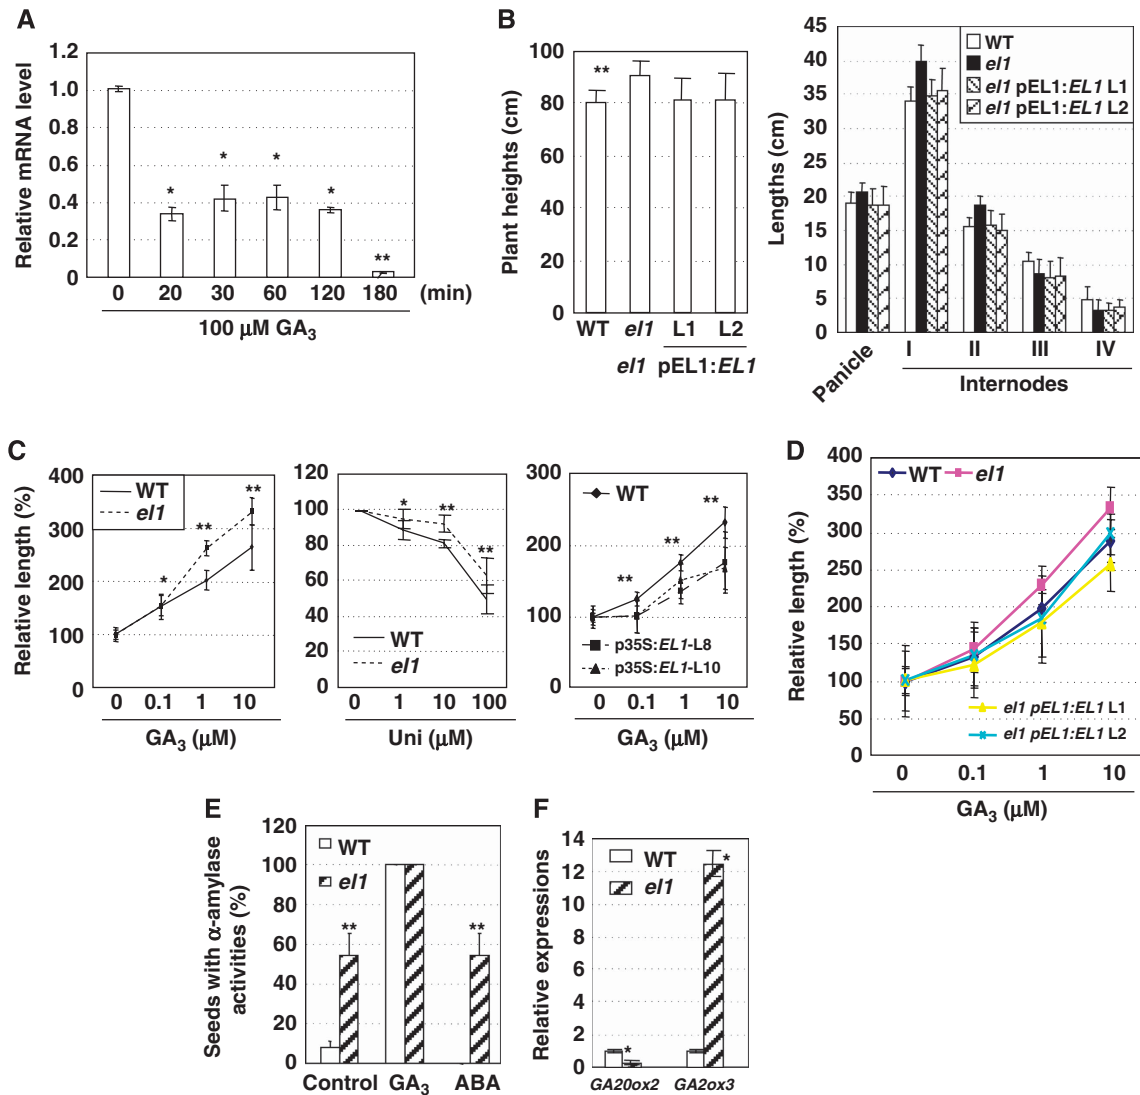 A
Relative mRNA level
1.2
1.0
0.8
0.6
0.4
0.2
0
*
*
*
*
**
0 20 30 60 120 180 (min)
100 µM GA3
B
Plant heights (cm)
100
80
60
40
20
0
**
WT el1 L1 L2
el1 pEL1:EL1
Lengths (cm)
45
40
35
30
25
20
15
10
5
0
WT
el1
el1 pEL1:EL1 L1
el1 pEL1:EL1 L2
Panicle
I II III IV
Internodes
C
Relative length (%)
400
300
200
100
0
WT
el1
*
**
**
0 0.1 1 10
GA3 (µM)
120
100
80
60
40
20
0
*
**
**
WT
el1
0 1 10 100
Uni (µM)
300
200
100
0
WT
**
**
**
p35S:EL1-L8
p35S:EL1-L10
0 0.1 1 10
GA3 (µM)
D
Relative length (%)
400
350
300
250
200
150
100
50
0
WT el1
el1 pEL1:EL1 L1
el1 pEL1:EL1 L2
0 0.1 1 10
GA3 (µM)
E
Seeds with α-amylase
activities (%)
120
100
80
60
40
20
0
WT
el1
**
**
Control GA3 ABA
F
Relative expressions
14
12
10
8
6
4
2
0
WT
el1
*
*
GA20ox2 GA2ox3